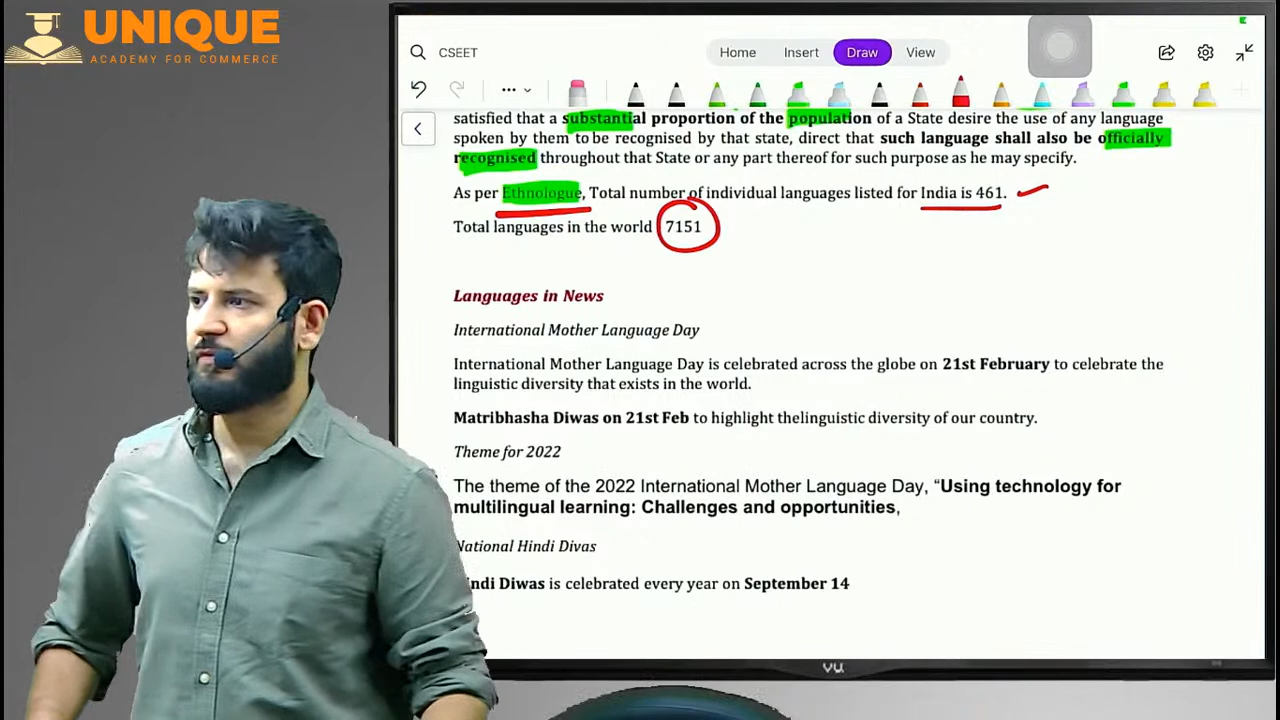 UNIQUE
ACADEMY FOR COMMERCE
CSEET
Home Insert Draw View
satisfied that a substantial proportion of the population of a State desire the use of any language
spoken by them to be recognised by that state, direct that such language shall also be officially
recognised throughout that State or any part thereof for such purpose as he may specify.
As per Ethnologue, Total number of individual languages listed for India is 461.
Total languages in the world 7151
Languages in News
International Mother Language Day
International Mother Language Day is celebrated across the globe on 21st February to celebrate the
linguistic diversity that exists in the world.
Matribhasha Diwas on 21st Feb to highlight thelinguistic diversity of our country.
Theme for 2022
The theme of the 2022 International Mother Language Day, “Using technology for
multilingual learning: Challenges and opportunities,
National Hindi Divas
indi Diwas is celebrated every year on September 14
vu